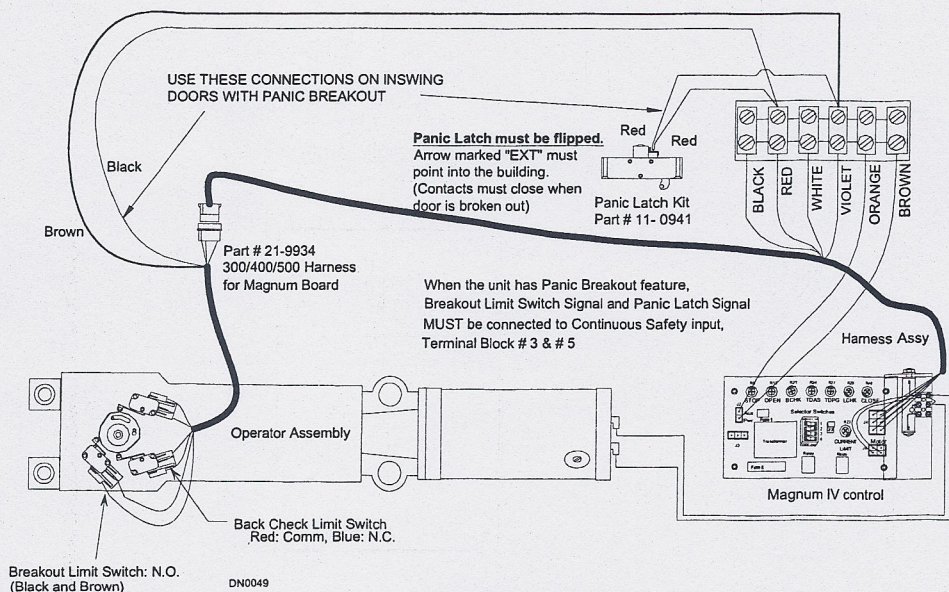 USE THESE CONNECTIONS ON INSWING
DOORS WITH PANIC BREAKOUT
Black
Brown
Panic Latch must be flipped.
Arrow marked "EXT" must
point into the building.
(Contacts must close when
door is broken out)
Red
Red
Panic Latch Kit
Part # 11- 0941
BLACK
RED
WHITE
VIOLET
ORANGE
BROWN
Part # 21-9934
300/400/500 Harness
for Magnum Board
When the unit has Panic Breakout feature,
Breakout Limit Switch Signal and Panic Latch Signal
MUST be connected to Continuous Safety input,
Terminal Block # 3 & # 5
Harness Assy
STOP OPEN BCHK TDAS TDPG LCHK CLOSE
Selector Switches
Transformer
CURRENT
LIMIT
Motor
Magnum IV control
Operator Assembly
8
Back Check Limit Switch
Red: Comm, Blue: N.C.
Breakout Limit Switch: N.O.
(Black and Brown)
DN0049